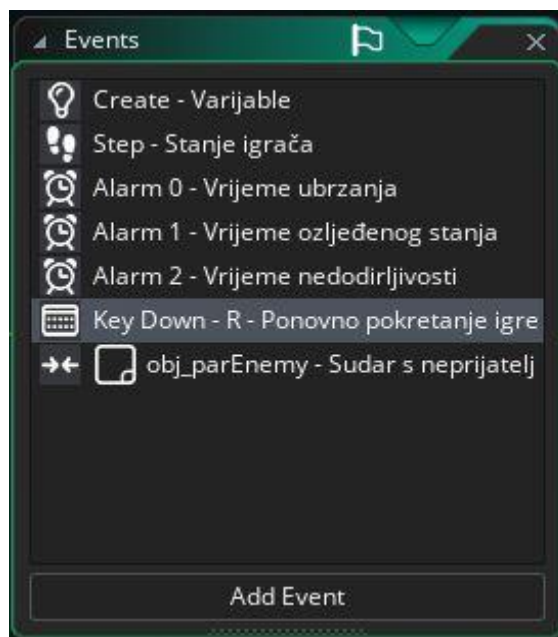 Events
Create - Varijable
Step - Stanje igrača
Alarm 0 - Vrijeme ubrzanja
Alarm 1 - Vrijeme ozljeđenog stanja
Alarm 2 - Vrijeme nedodirljivosti
Key Down - R - Ponovno pokretanje igre
obj_parEnemy - Sudar s neprijatelj
Add Event